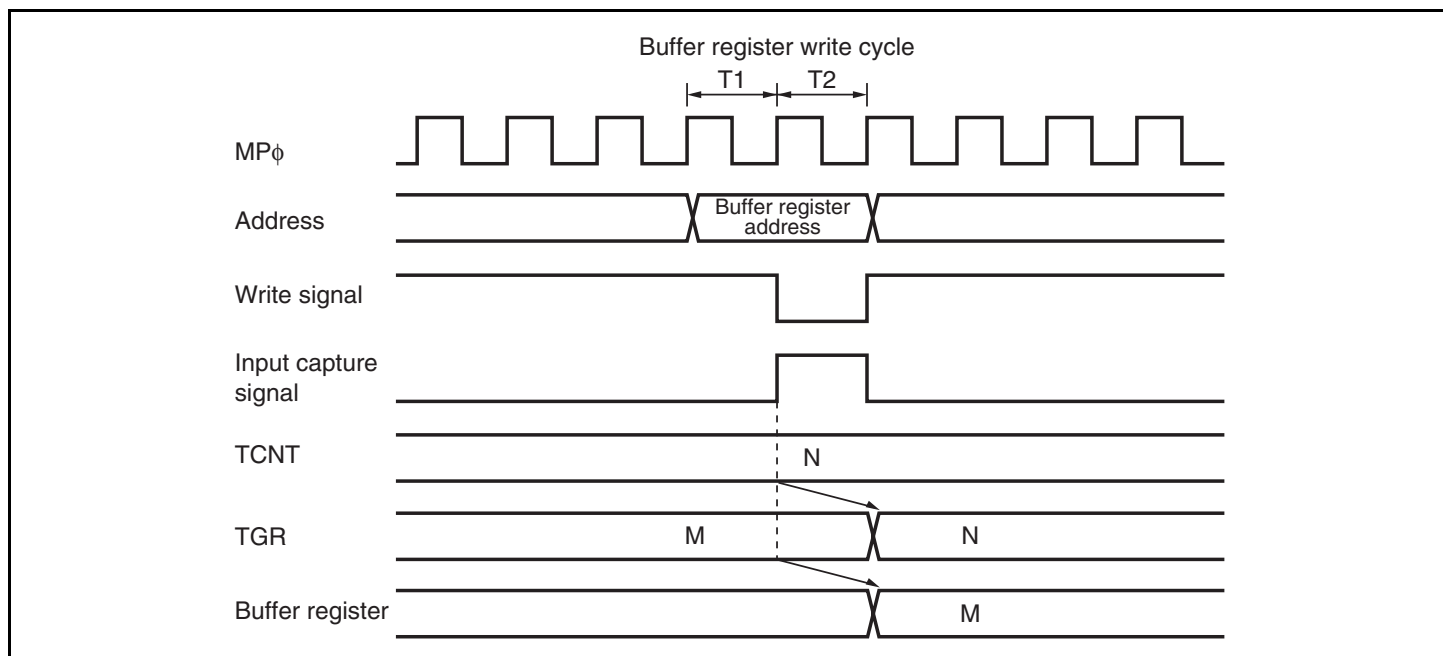 Buffer register write cycle
T1 T2
MPϕ
Buffer register
address
Address
Write signal
Input capture
signal
TCNT
N
TGR
M N
Buffer register
M